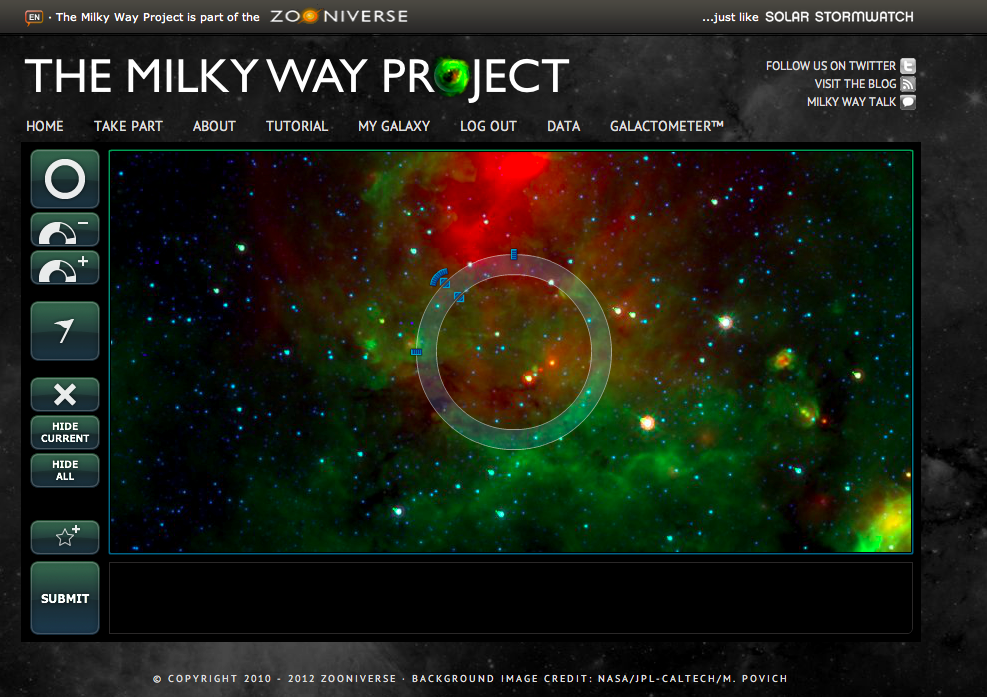 EN · The Milky Way Project is part of the ZOONIVERSE
...just like SOLAR STORMWATCH
THE MILKY WAY PROJECT
FOLLOW US ON TWITTER
VISIT THE BLOG
MILKY WAY TALK
HOME TAKE PART ABOUT TUTORIAL MY GALAXY LOG OUT DATA GALACTOMETER™
HIDE
CURRENT
HIDE
ALL
SUBMIT
© COPYRIGHT 2010 - 2012 ZOONIVERSE · BACKGROUND IMAGE CREDIT: NASA/JPL-CALTECH/M. POVICH